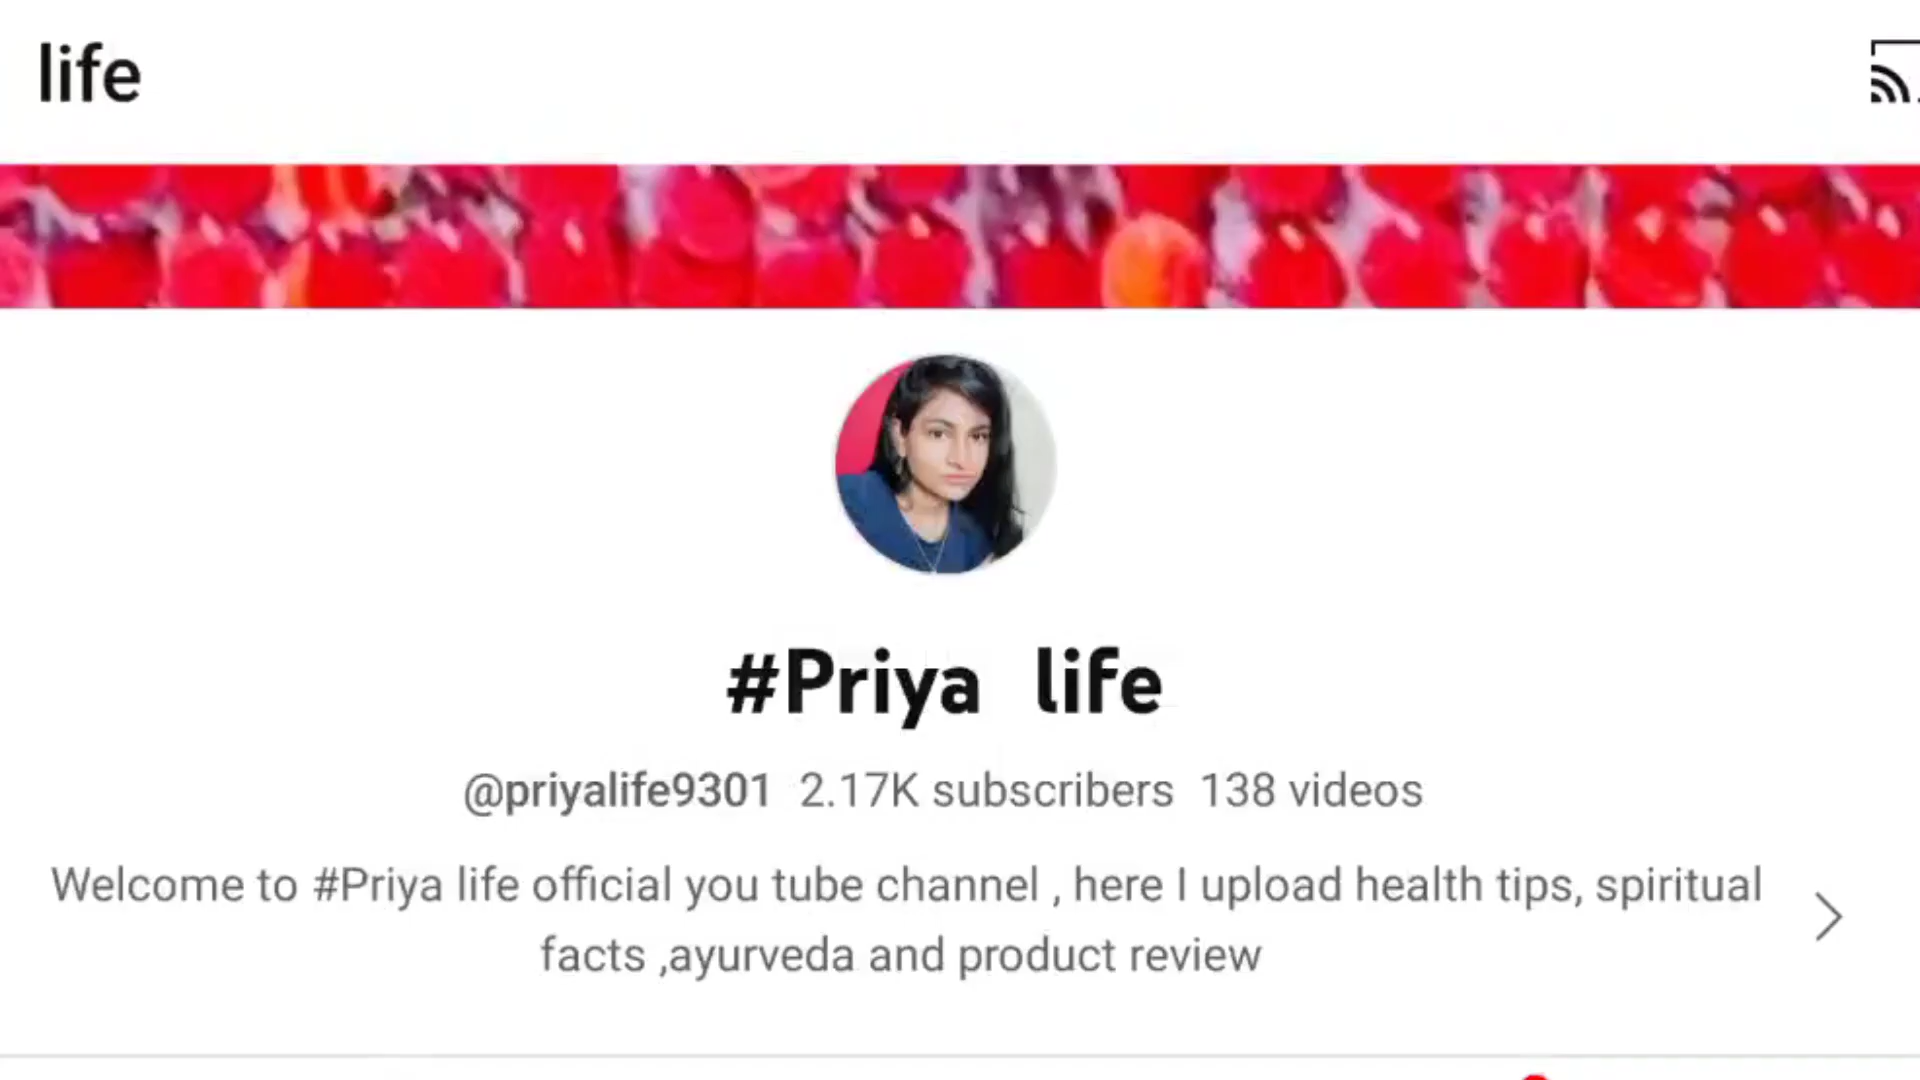 life
#Priya life
@priyalife9301 2.17K subscribers 138 videos
Welcome to #Priya life official you tube channel , here I upload health tips, spiritual
facts ,ayurveda and product review